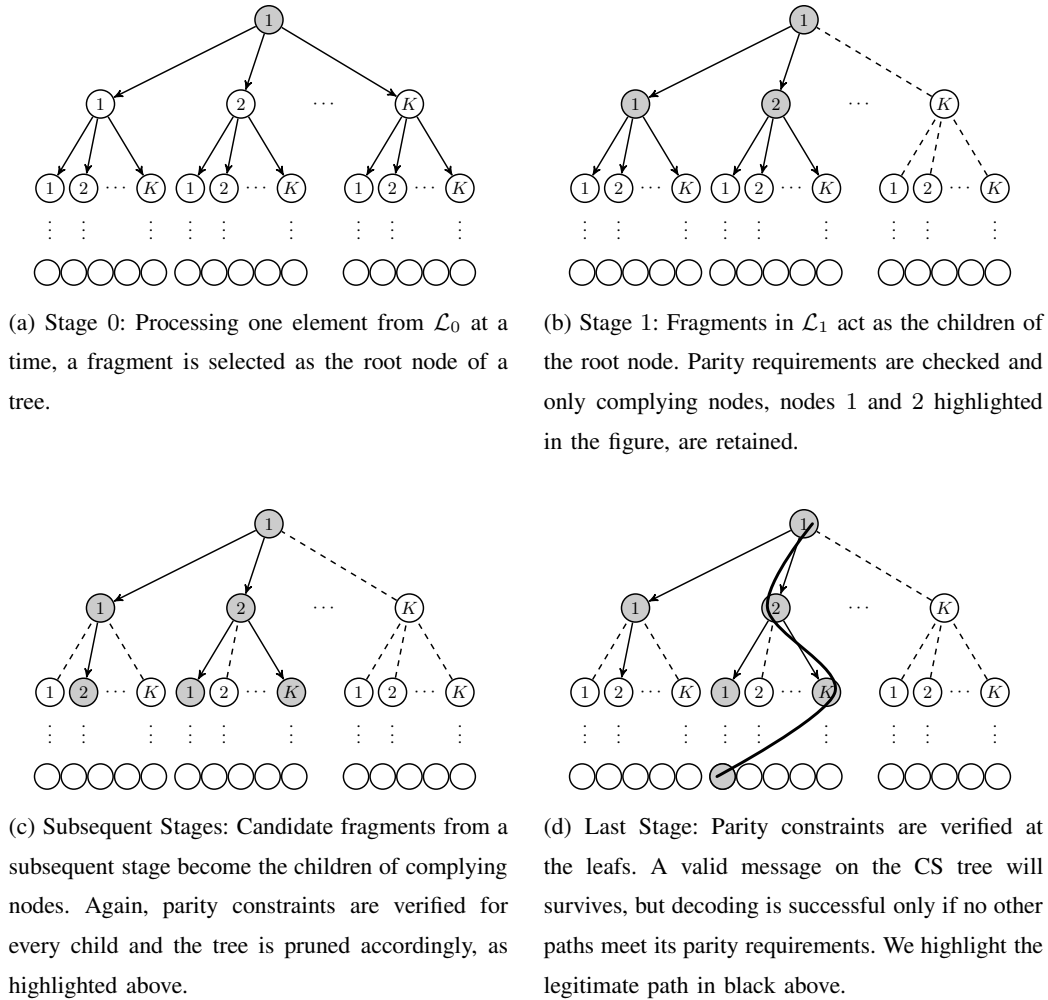 1
1 2 ⋯ K
1 2 ⋯ K 1 2 ⋯ K 1 2 ⋯ K
⋮ ⋮ ⋮ ⋮ ⋮ ⋮ ⋮ ⋮ ⋮
(a) Stage 0: Processing one element from ℒ₀ at a
time, a fragment is selected as the root node of a
tree.
1
1 2 ⋯ K
1 2 ⋯ K 1 2 ⋯ K 1 2 ⋯ K
⋮ ⋮ ⋮ ⋮ ⋮ ⋮ ⋮ ⋮ ⋮
(b) Stage 1: Fragments in ℒ₁ act as the children of
the root node. Parity requirements are checked and
only complying nodes, nodes 1 and 2 highlighted
in the figure, are retained.
1
1 2 ⋯ K
1 2 ⋯ K 1 2 ⋯ K 1 2 ⋯ K
⋮ ⋮ ⋮ ⋮ ⋮ ⋮ ⋮ ⋮ ⋮
(c) Subsequent Stages: Candidate fragments from a
subsequent stage become the children of complying
nodes. Again, parity constraints are verified for
every child and the tree is pruned accordingly, as
highlighted above.
1
1 2 ⋯ K
1 2 ⋯ K 1 2 ⋯ K 1 2 ⋯ K
⋮ ⋮ ⋮ ⋮ ⋮ ⋮ ⋮ ⋮ ⋮
(d) Last Stage: Parity constraints are verified at
the leafs. A valid message on the CS tree will
survives, but decoding is successful only if no other
paths meet its parity requirements. We highlight the
legitimate path in black above.